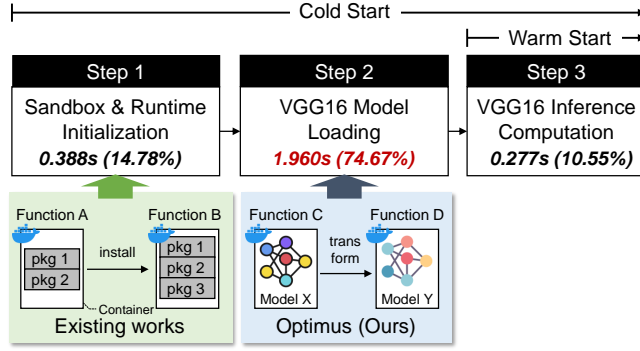 Cold Start
Warm Start
Step 1
Sandbox & Runtime
Initialization
0.388s (14.78%)
Step 2
VGG16 Model
Loading
1.960s (74.67%)
Step 3
VGG16 Inference
Computation
0.277s (10.55%)
Function A
pkg 1
pkg 2
install
Container
Function B
pkg 1
pkg 2
pkg 3
Existing works
Function C
Model X
trans
form
Function D
Model Y
Optimus (Ours)